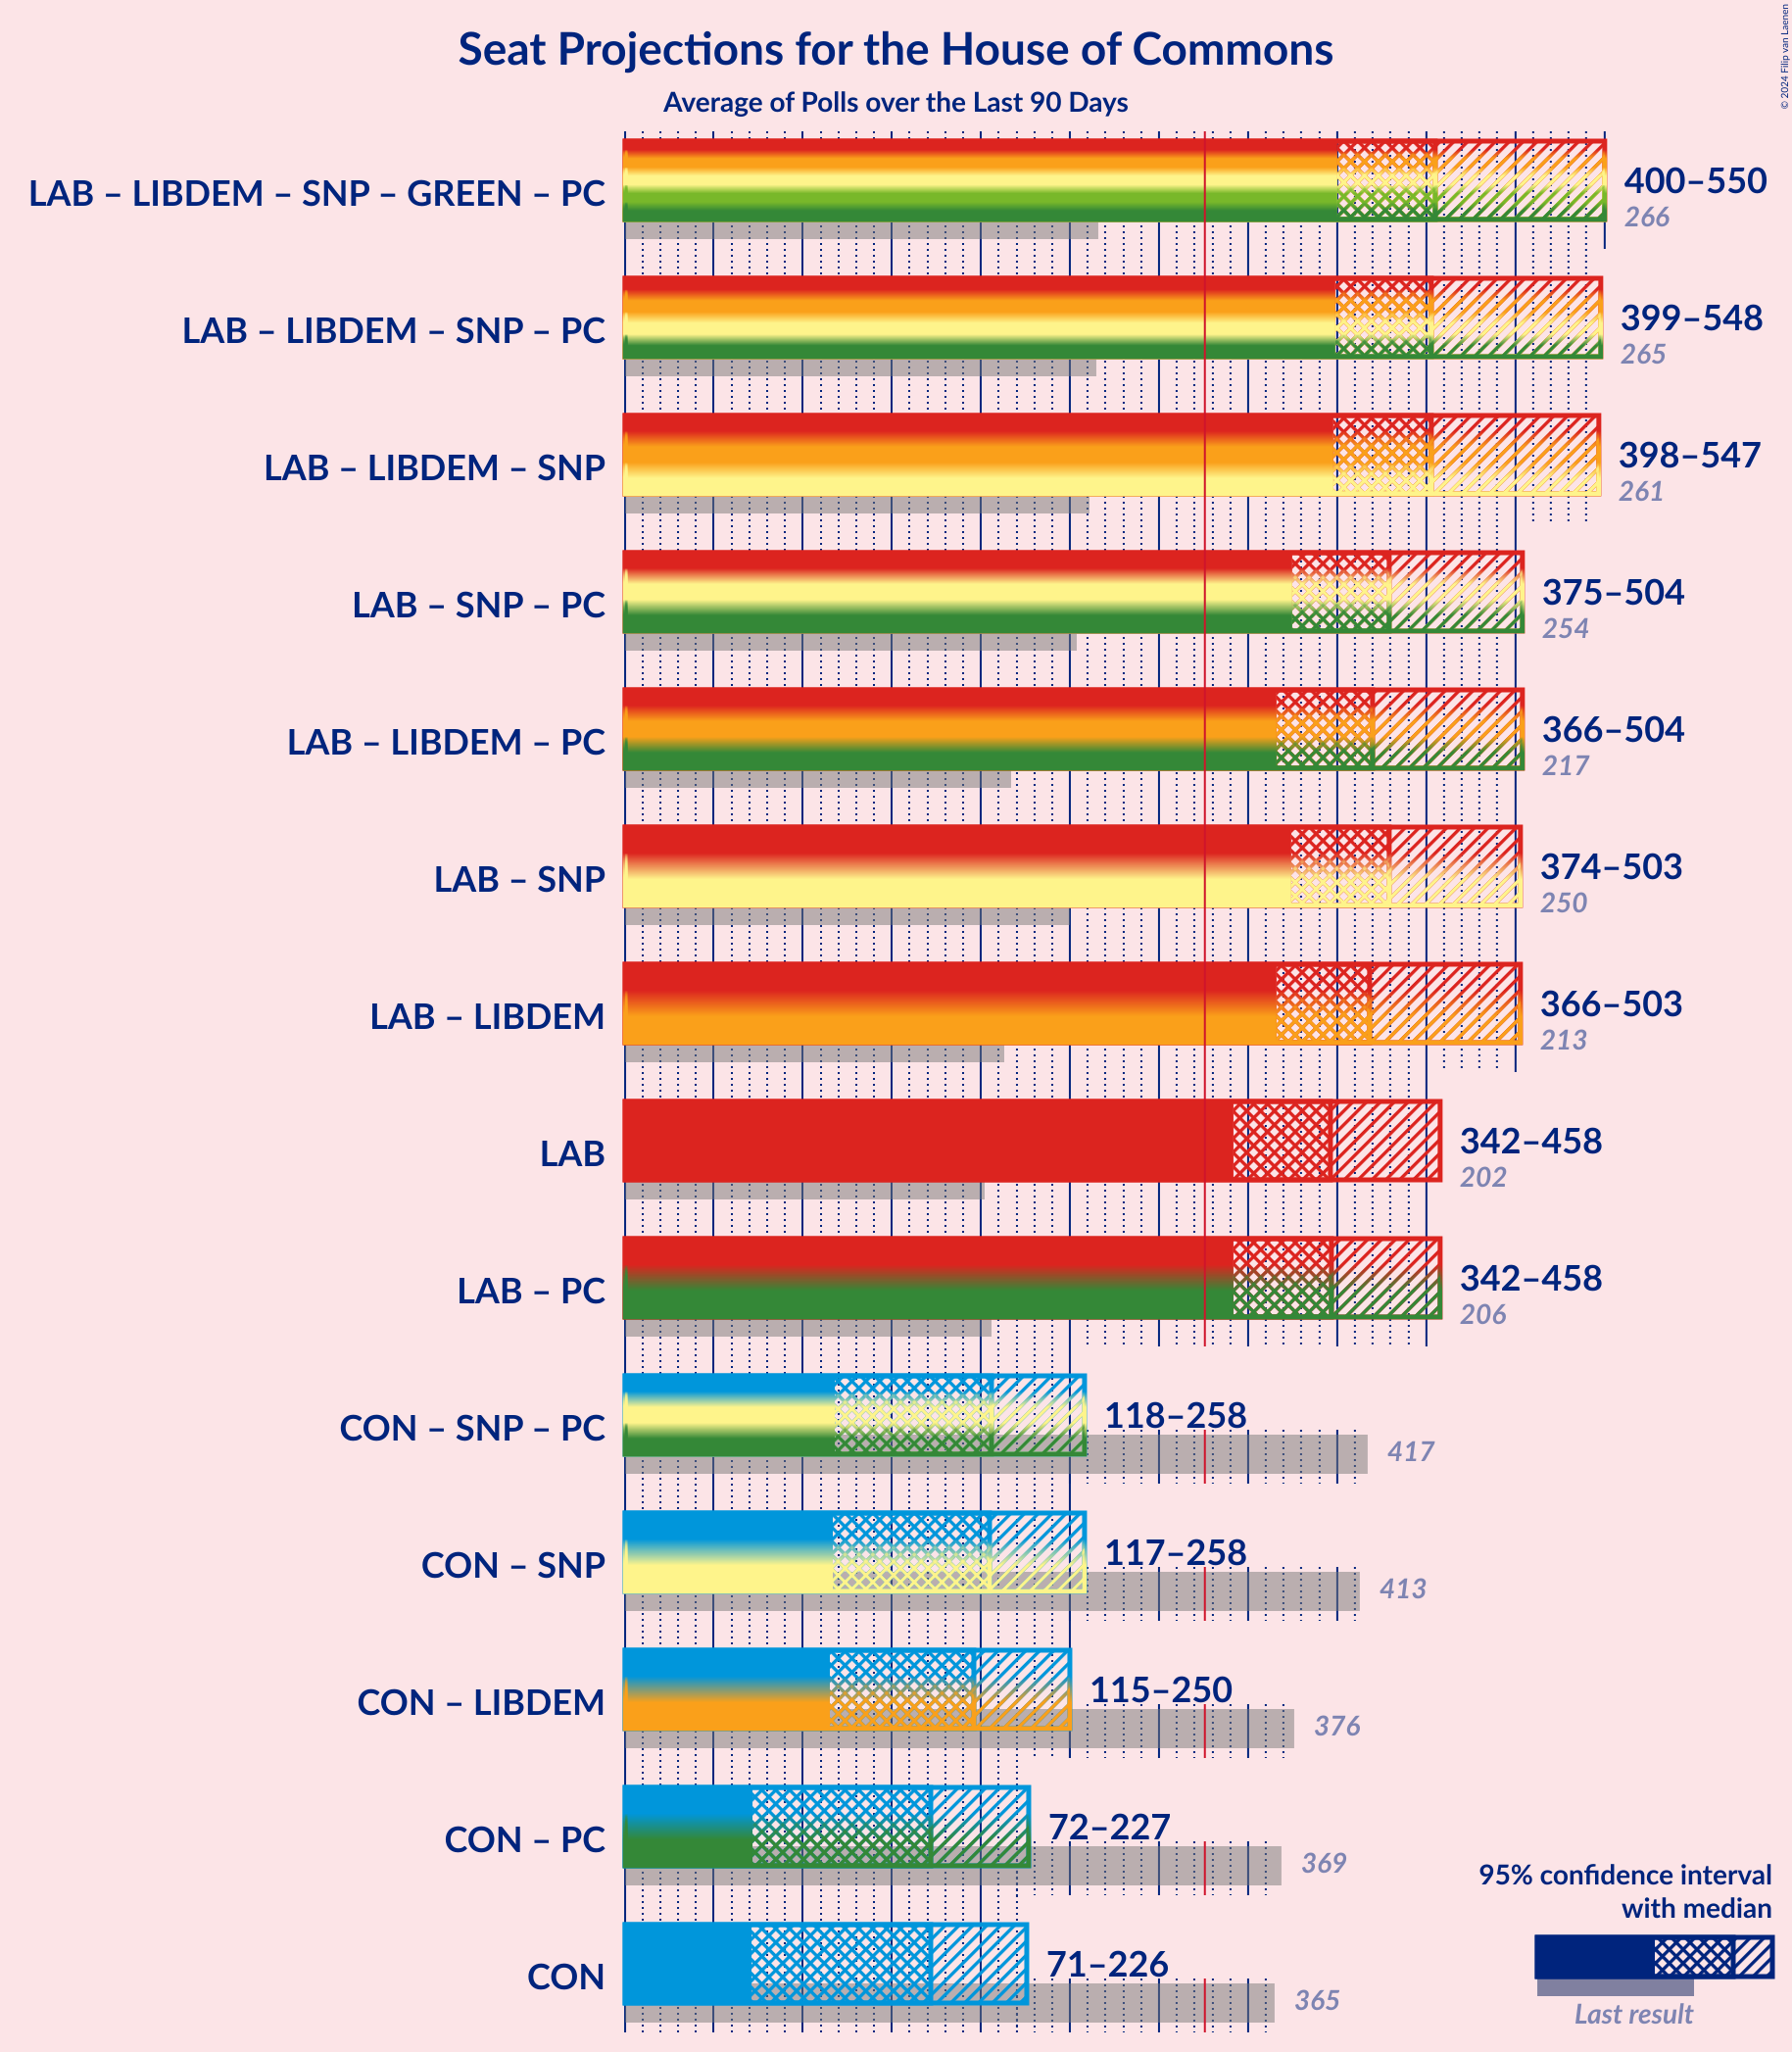 Seat Projections for the House of Commons
Average of Polls over the Last 90 Days
© 2024 Filip van Laenen
LAB – LIBDEM – SNP – GREEN – PC
400–550
266
LAB – LIBDEM – SNP – PC
399–548
265
LAB – LIBDEM – SNP
398–547
261
LAB – SNP – PC
375–504
254
LAB – LIBDEM – PC
366–504
217
LAB – SNP
374–503
250
LAB – LIBDEM
366–503
213
LAB
342–458
202
LAB – PC
342–458
206
CON – SNP – PC
118–258
417
CON – SNP
117–258
413
CON – LIBDEM
115–250
376
CON – PC
72–227
369
CON
71–226
365
95% confidence interval
with median
Last result